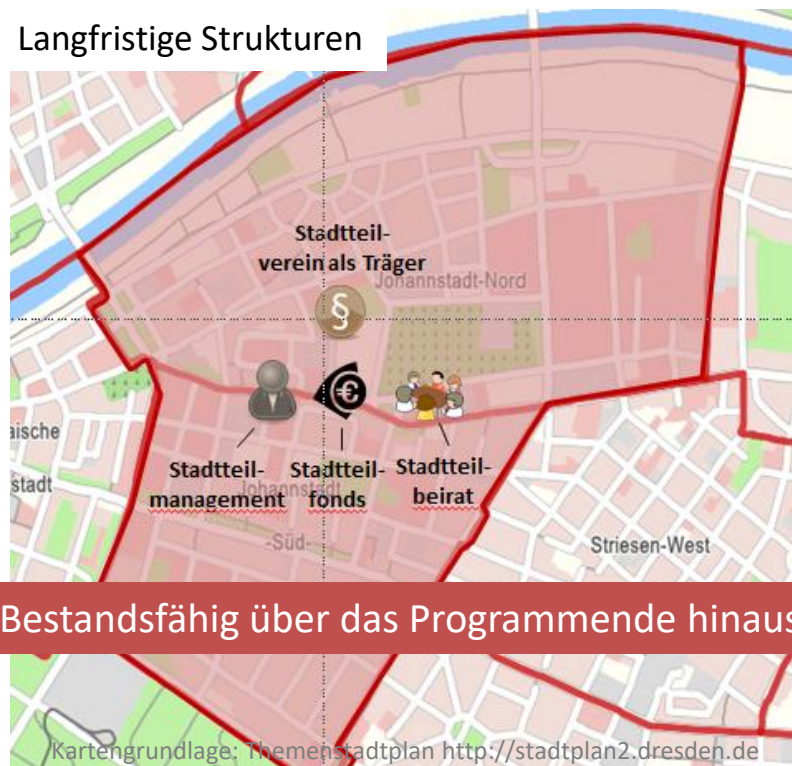 Langfristige Strukturen
Stadtteil-
verein als Träger
Johannstadt-Nord
§
€
aische
stadt
Stadtteil-
management
Stadtteil-
fonds
Stadtteil-
beirat
Johannstadt
-Süd-
Striesen-West
Bestandsfähig über das Programmende hinaus
Kartengrundlage: Themenstadtplan http://stadtplan2.dresden.de